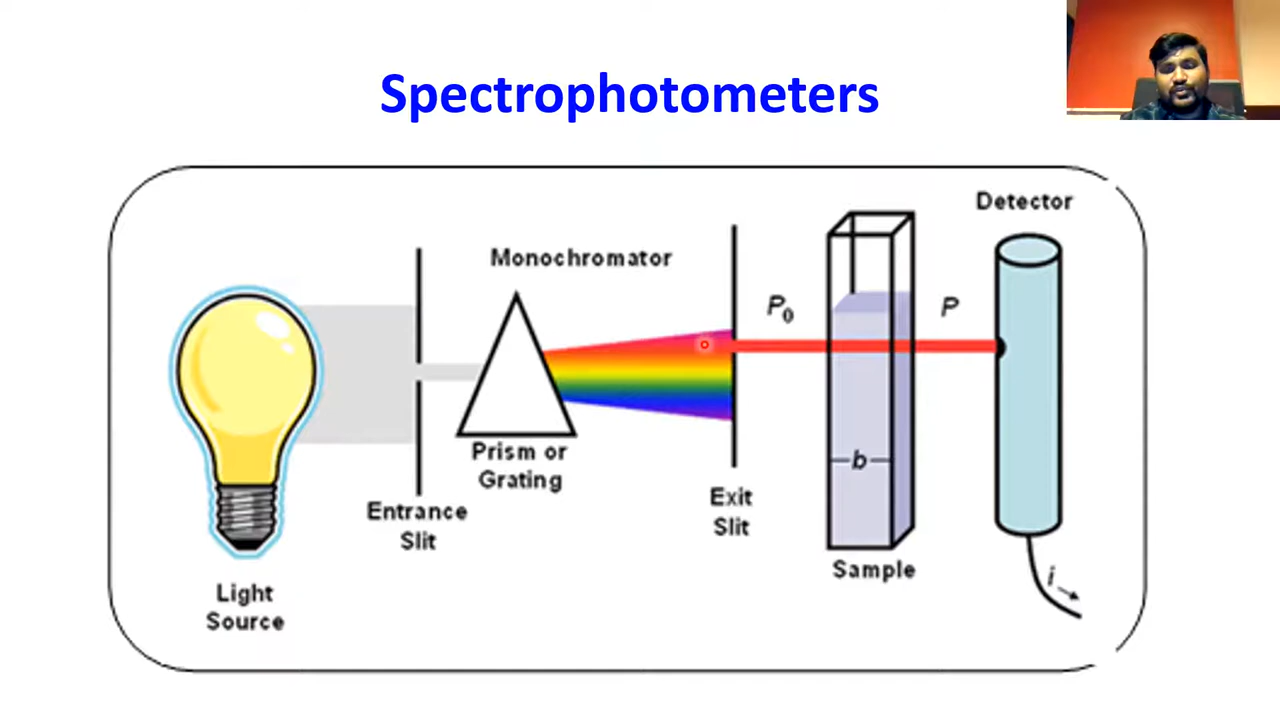 Spectrophotometers
Detector
Monochromator
P₀
P
Prism or
Grating
b
Entrance
Slit
Exit
Slit
Sample
i
Light
Source